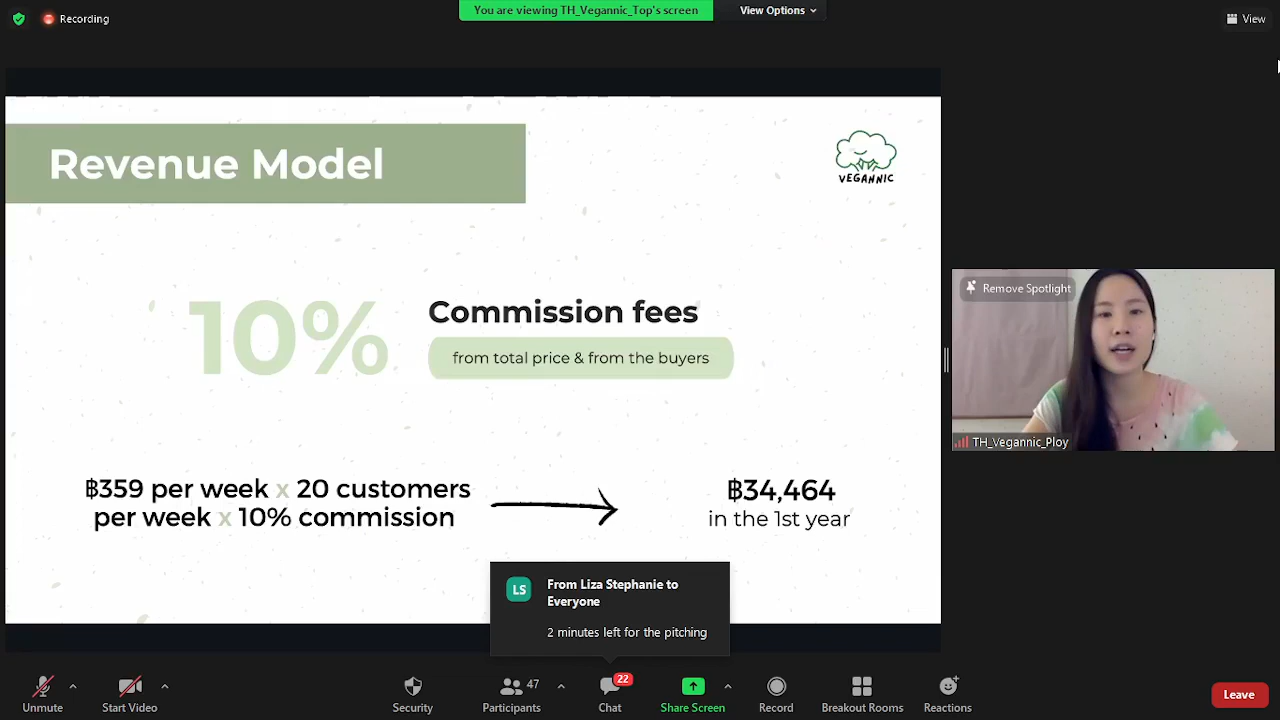 Recording
You are viewing TH_Vegannic_Top's screen
View Options
View
Revenue Model
VEGANNIC
10%
Commission fees
from total price & from the buyers
฿359 per week x 20 customers
per week x 10% commission
฿34,464
in the 1st year
Remove Spotlight
TH_Vegannic_Ploy
LS
From Liza Stephanie to
Everyone
2 minutes left for the pitching
Unmute
Start Video
Security
47
Participants
22
Chat
Share Screen
Record
Breakout Rooms
Reactions
Leave